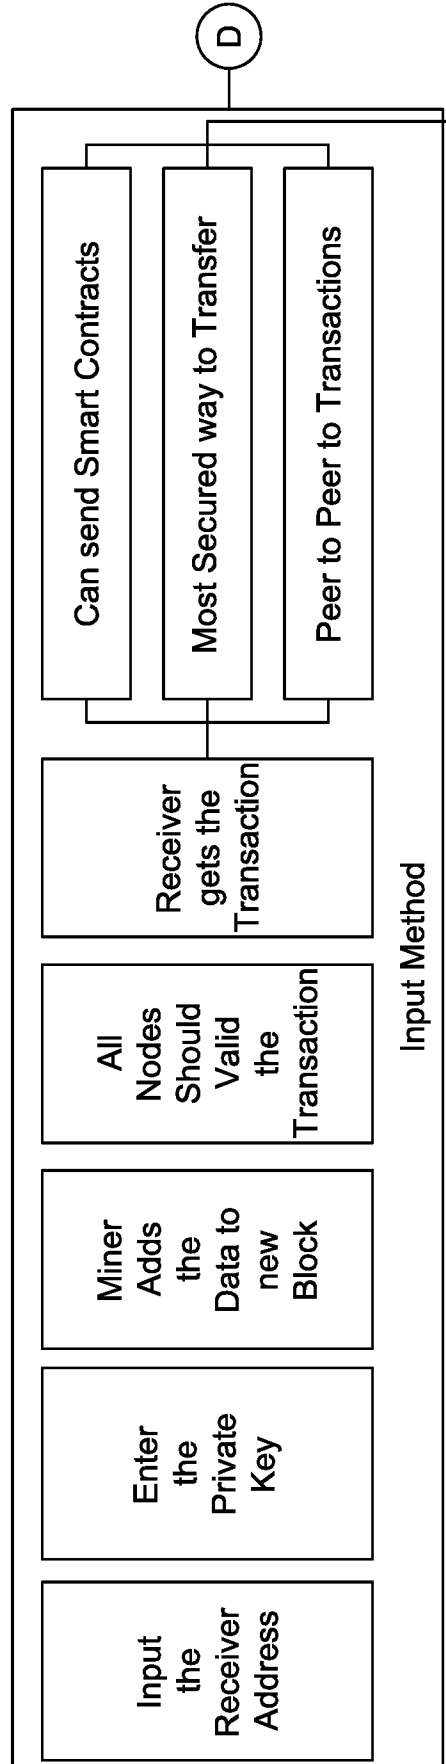 Input
the
Receiver
Address
Enter
the
Private
Key
Miner
Adds
the
Data to
new
Block
All
Nodes
Should
Valid
the
Transaction
Receiver
gets the
Transaction
Can send Smart Contracts
Most Secured way to Transfer
Peer to Peer to Transactions
D
Input Method